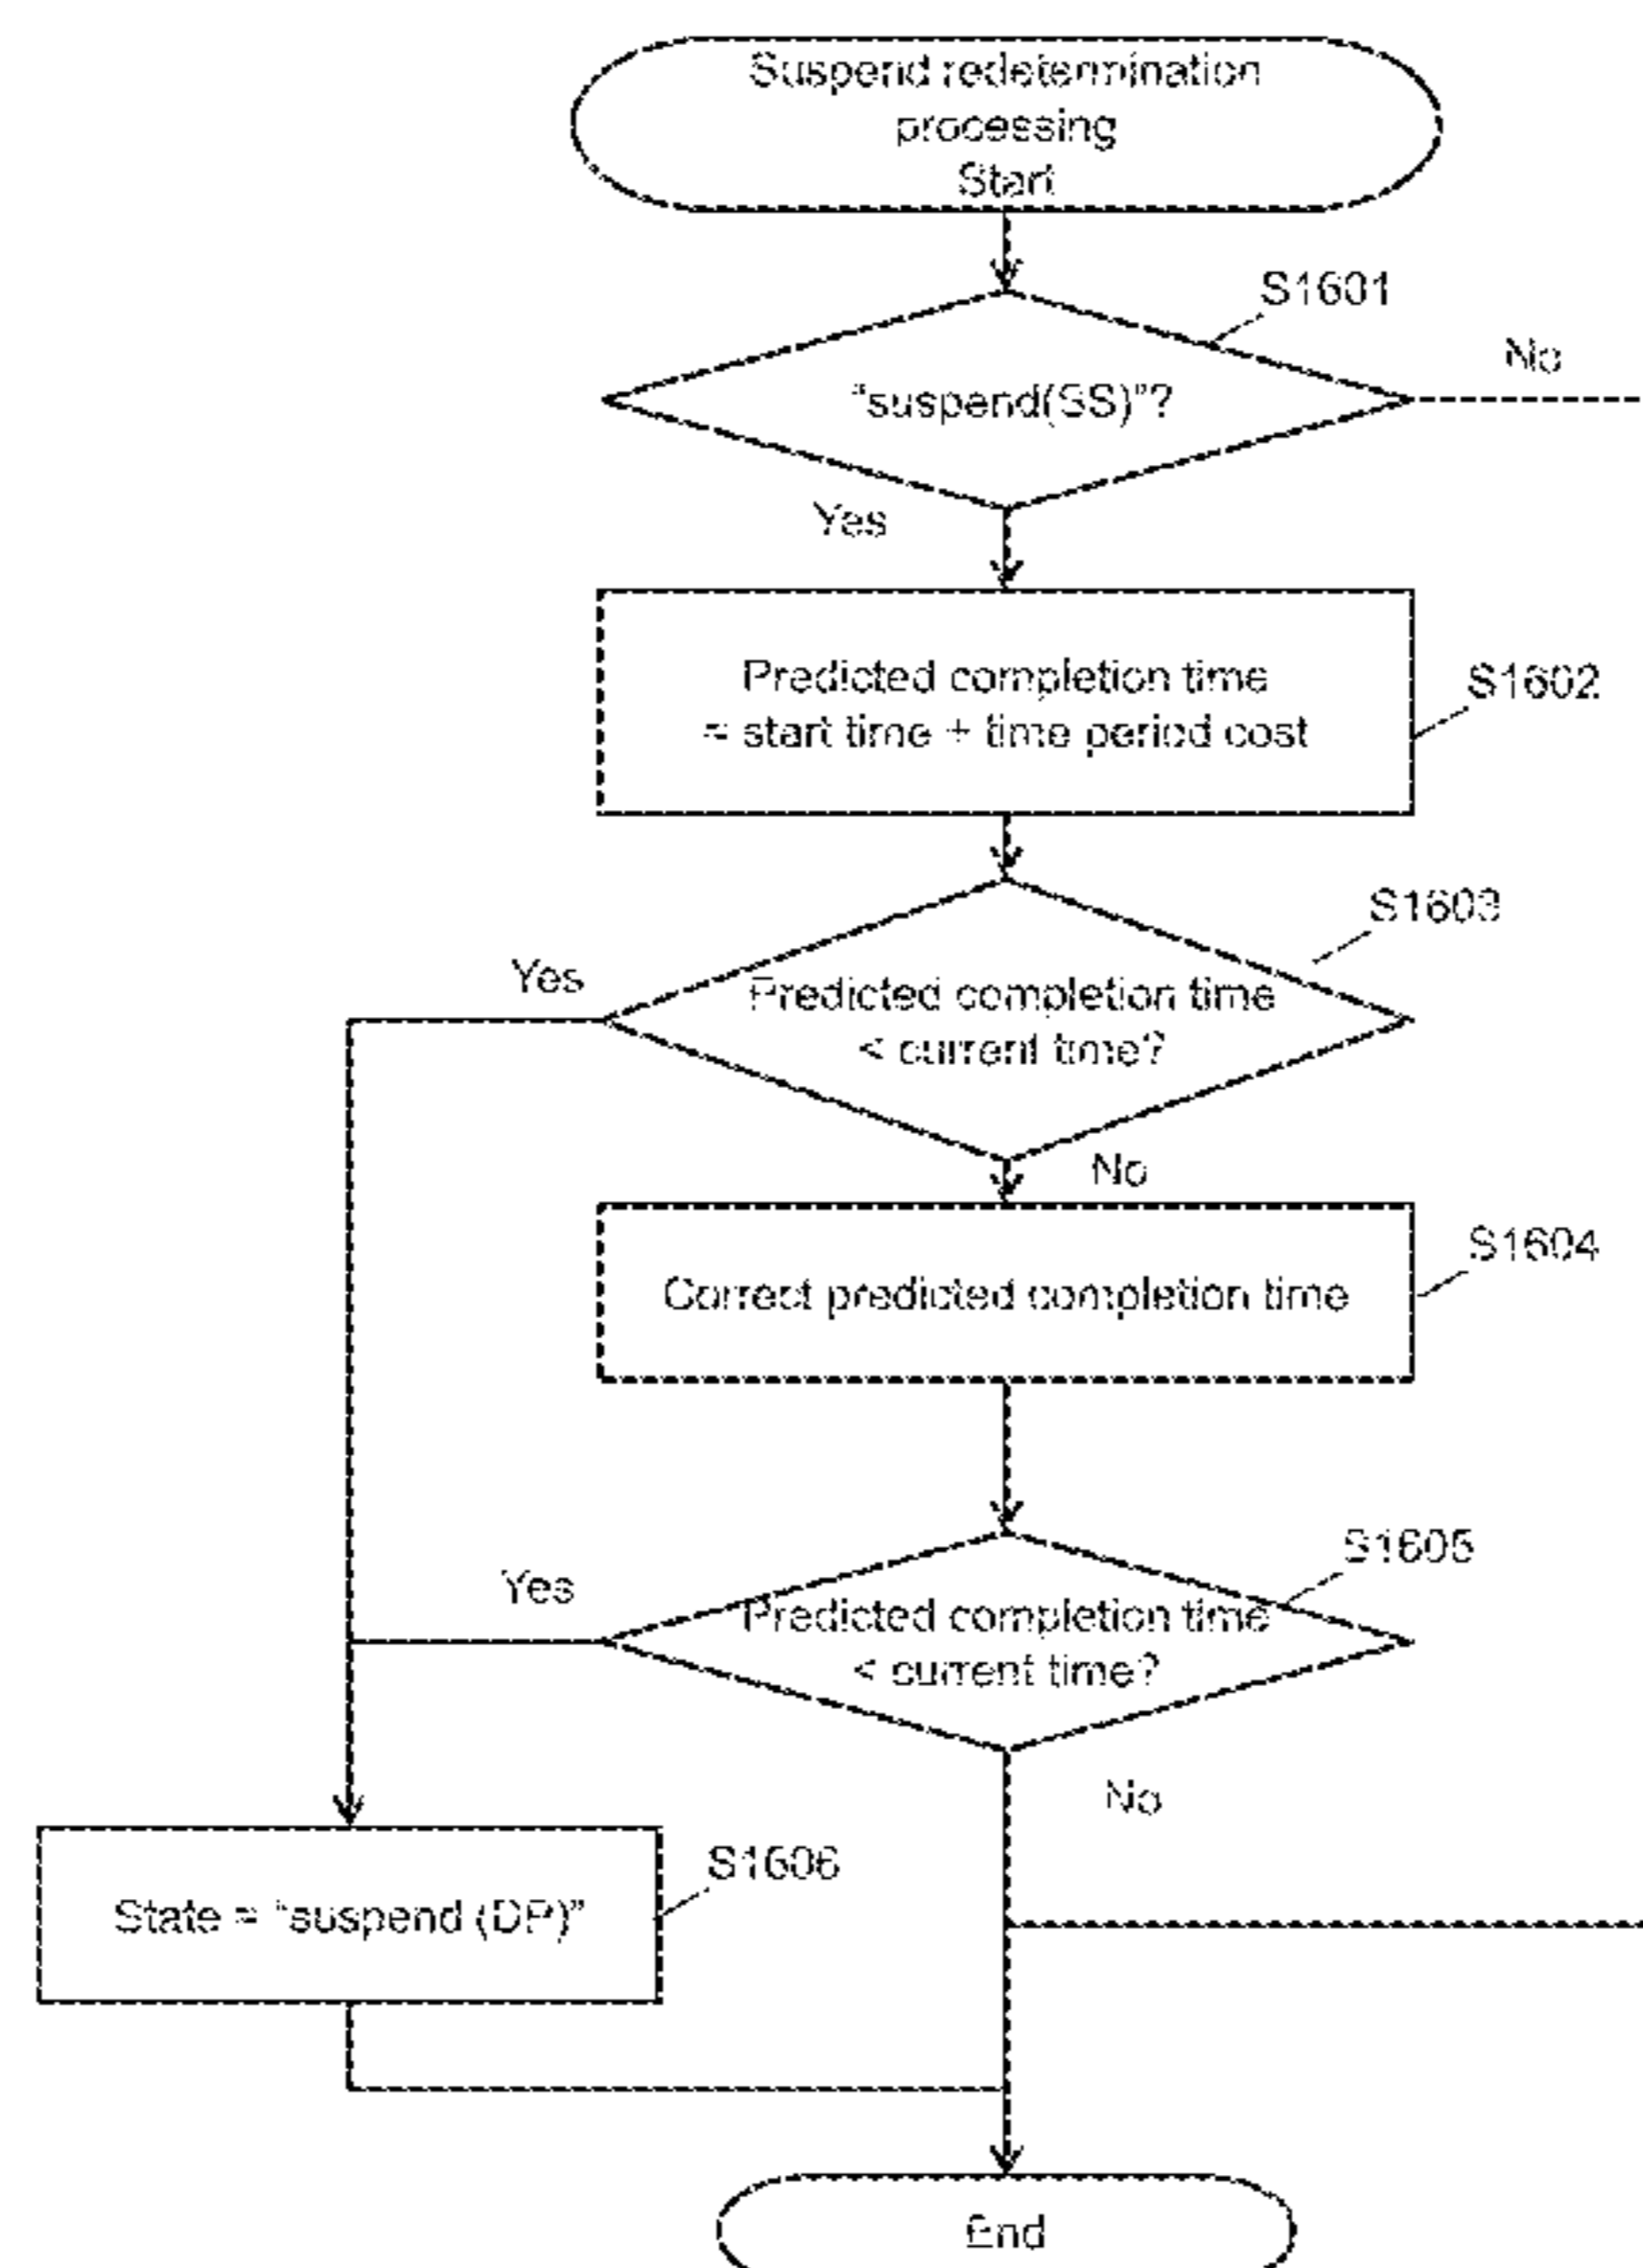 Suspend redetermination
processing
Start
S1601
No
“suspend(SS)”?
Yes
Predicted completion time
= start time + time period cost
S1602
S1603
Yes
Predicted completion time
< current time?
No
S1604
Correct predicted completion time
S1605
Yes
Predicted completion time
< current time?
No
S1606
State = “suspend (DP)”
End